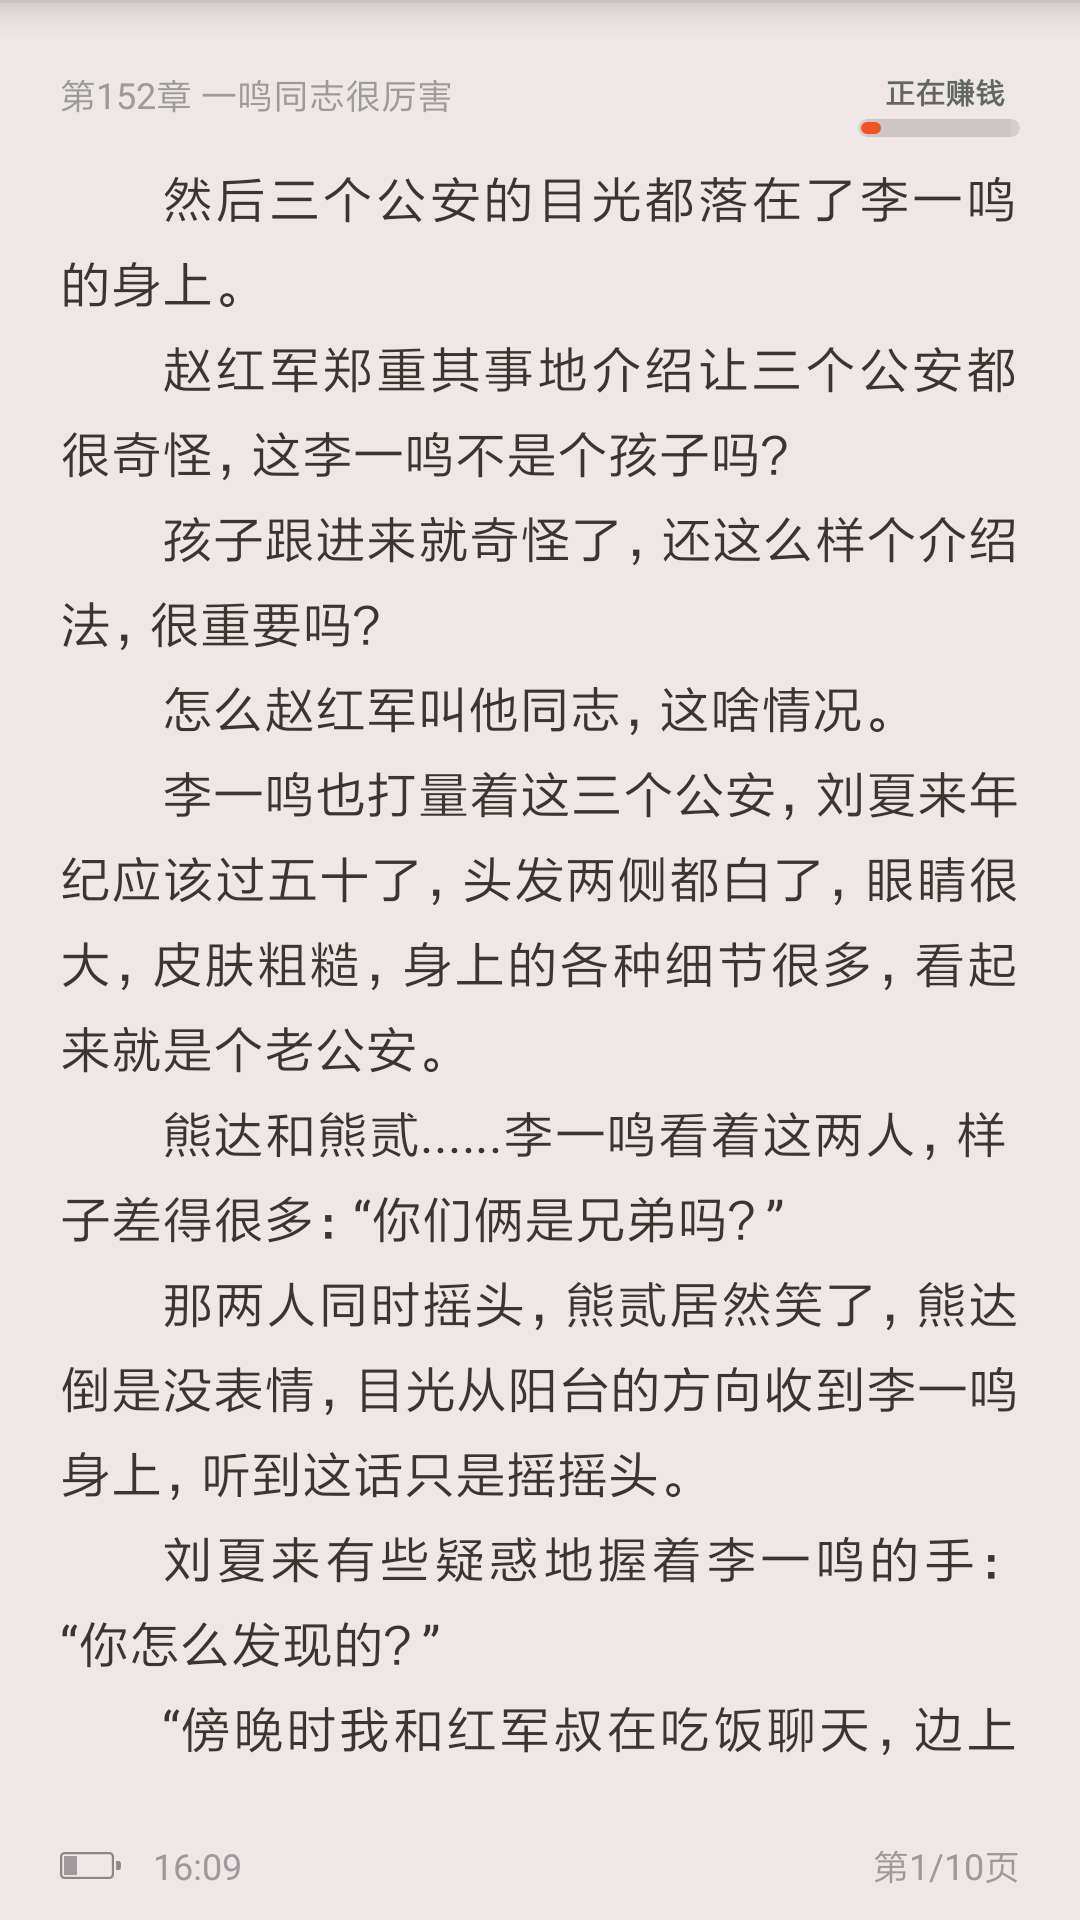 第152章 一鸣同志很厉害
正在赚钱
然后三个公安的目光都落在了李一鸣
的身上。
赵红军郑重其事地介绍让三个公安都
很奇怪，这李一鸣不是个孩子吗?
孩子跟进来就奇怪了，还这么样个介绍
法，很重要吗?
怎么赵红军叫他同志，这啥情况。
李一鸣也打量着这三个公安，刘夏来年
纪应该过五十了，头发两侧都白了，眼睛很
大，皮肤粗糙，身上的各种细节很多，看起
来就是个老公安。
熊达和熊贰......李一鸣看着这两人，样
子差得很多：“你们俩是兄弟吗？”
那两人同时摇头，熊贰居然笑了，熊达
倒是没表情，目光从阳台的方向收到李一鸣
身上，听到这话只是摇摇头。
刘夏来有些疑惑地握着李一鸣的手：
“你怎么发现的？”
“傍晚时我和红军叔在吃饭聊天，边上
16:09
第1/10页